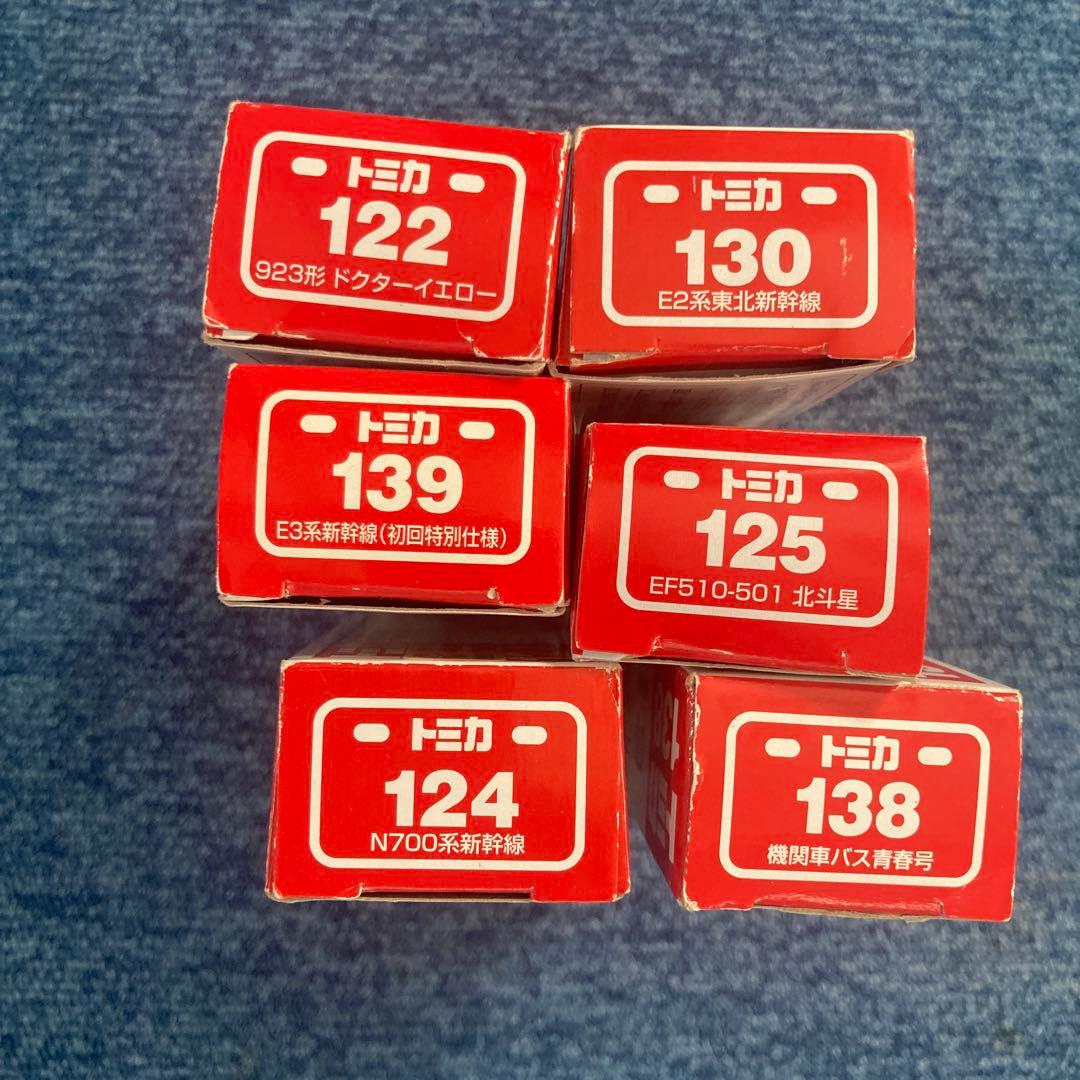 トミカ
122
923形 ドクターイエロー
トミカ
130
E2系東北新幹線
トミカ
139
E3系新幹線(初回特別仕様)
トミカ
125
EF510-501 北斗星
トミカ
124
N700系新幹線
トミカ
138
機関車バス青春号